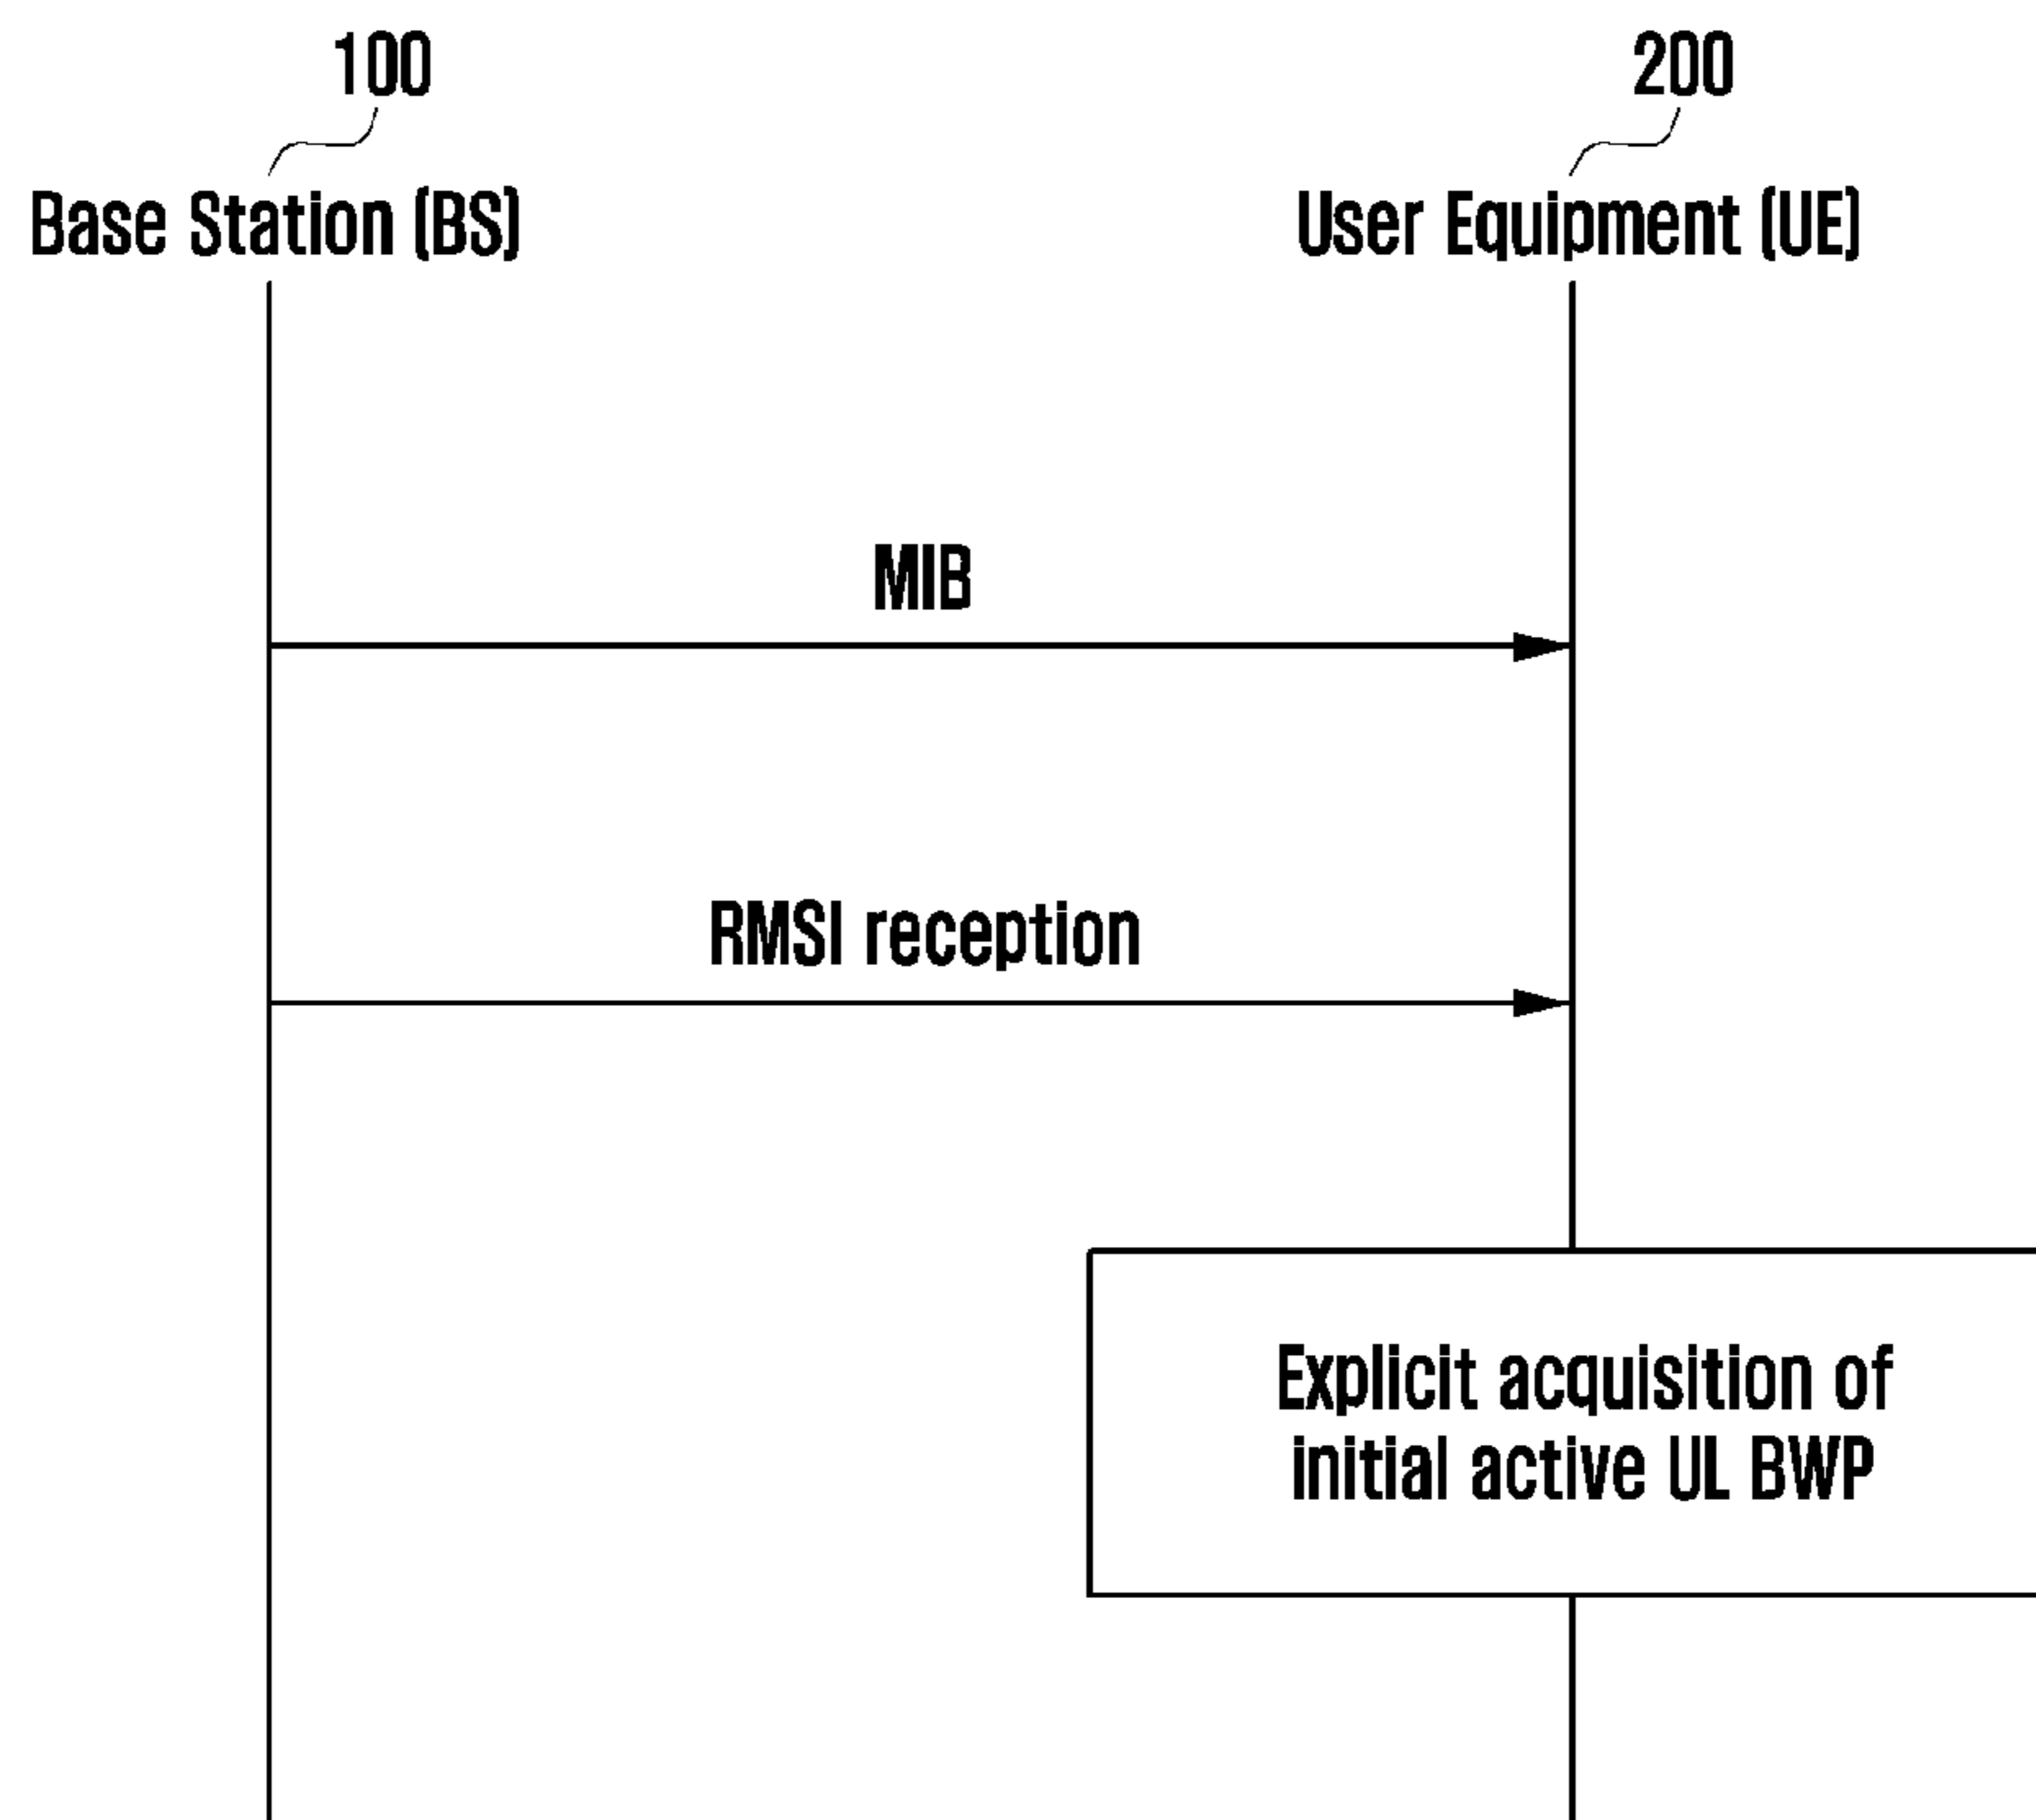 100
200
Base Station (BS)
User Equipment (UE)
MIB
RMSI reception
Explicit acquisition of
initial active UL BWP